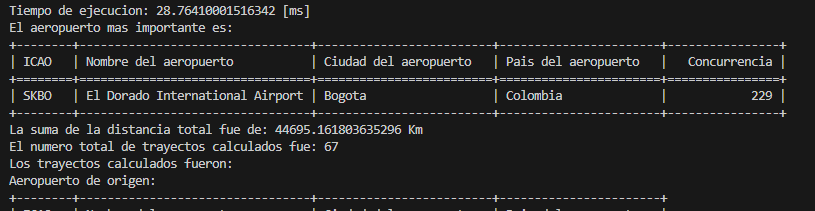 Tiempo de ejecucion: 28.76410001516342 [ms]
El aeropuerto mas importante es:
| ICAO | Nombre del aeropuerto | Ciudad del aeropuerto | Pais del aeropuerto | Concurrencia |
| SKBO | El Dorado International Airport | Bogota | Colombia | 229 |
La suma de la distancia total fue de: 44695.161803635296 Km
El numero total de trayectos calculados fue: 67
Los trayectos calculados fueron:
Aeropuerto de origen: